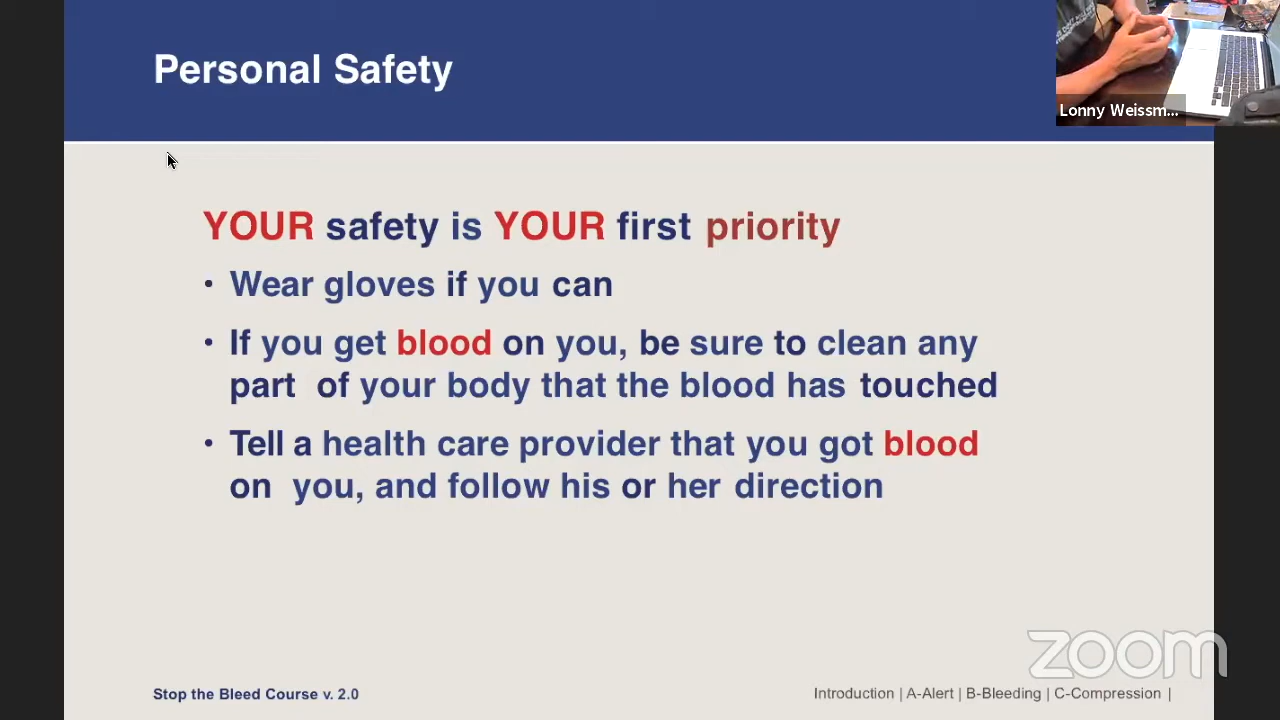 Personal Safety
Lonny Weissm...
YOUR safety is YOUR first priority
• Wear gloves if you can
• If you get blood on you, be sure to clean any
part of your body that the blood has touched
• Tell a health care provider that you got blood
on you, and follow his or her direction
zoom
Stop the Bleed Course v. 2.0
Introduction | A-Alert | B-Bleeding | C-Compression |